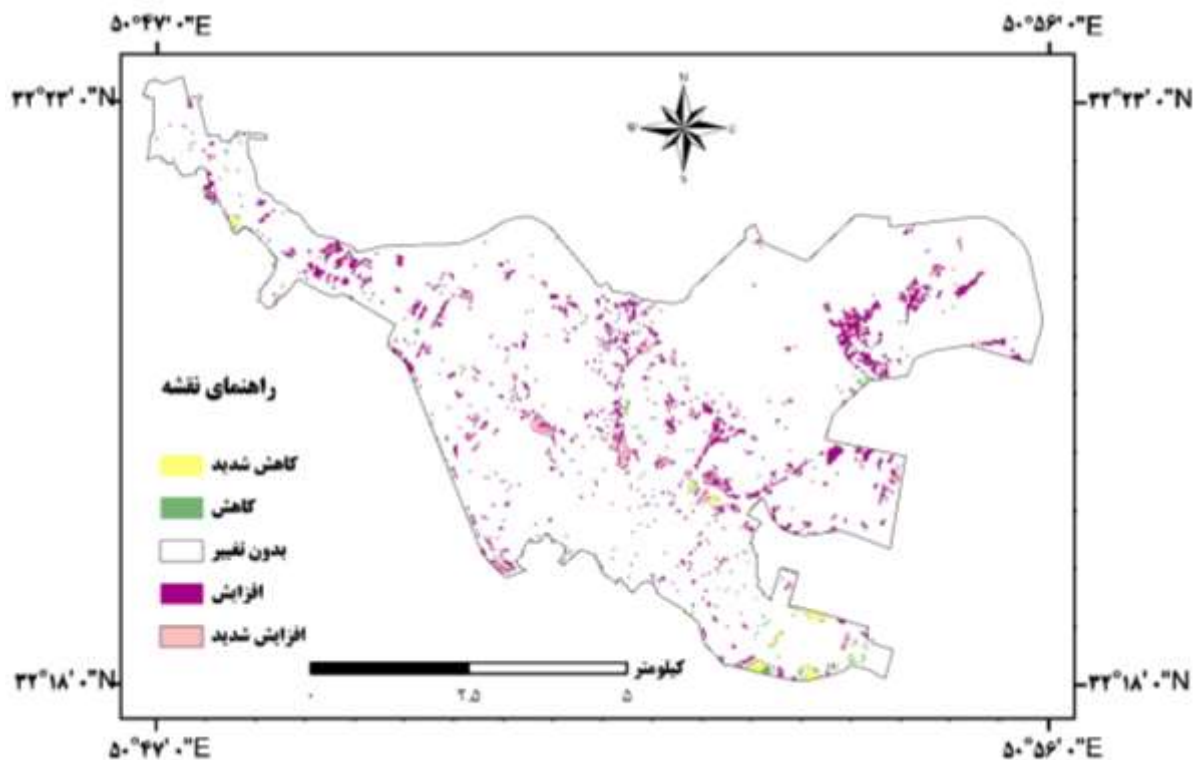 ۵۰°۴۷'۰"E
۵۰°۵۶'۰"E
۳۲°۲۳'۰"N
۳۲°۲۳'۰"N
N
S
راهنمای نقشه
کاهش شدید
کاهش
بدون تغییر
افزایش
افزایش شدید
کیلومتر
۰
۲.۵
۵
۳۲°۱۸'۰"N
۳۲°۱۸'۰"N
۵۰°۴۷'۰"E
۵۰°۵۶'۰"E